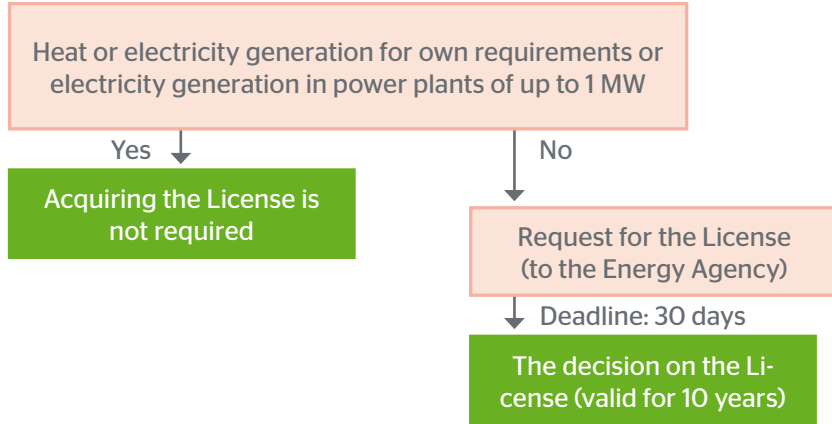 Heat or electricity generation for own requirements or
electricity generation in power plants of up to 1 MW
Yes
No
Acquiring the License is
not required
Request for the License
(to the Energy Agency)
Deadline: 30 days
The decision on the Li-
cense (valid for 10 years)